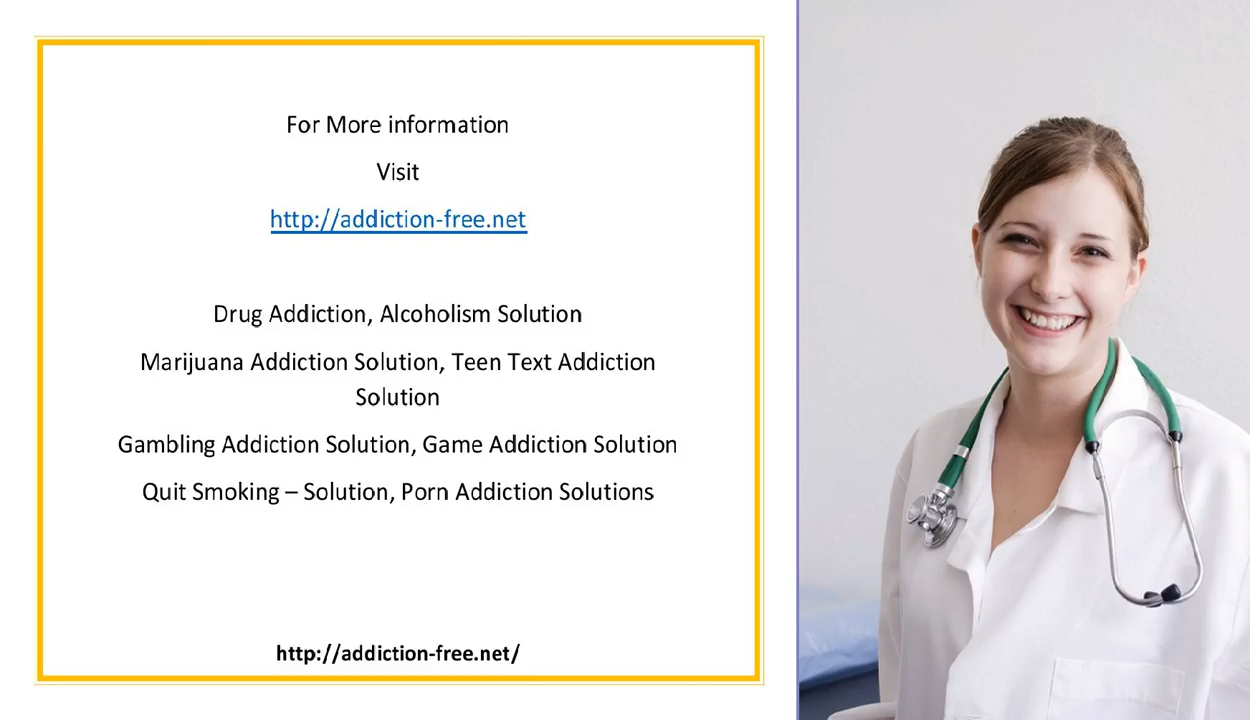 For More information
Visit
http://addiction-free.net
Drug Addiction, Alcoholism Solution
Marijuana Addiction Solution, Teen Text Addiction
Solution
Gambling Addiction Solution, Game Addiction Solution
Quit Smoking – Solution, Porn Addiction Solutions
http://addiction-free.net/